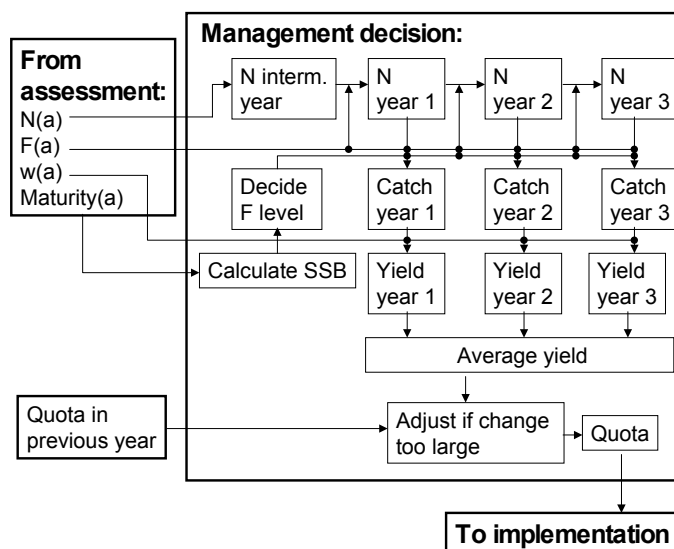 Management decision:
From
assessment:
N(a)
F(a)
w(a)
Maturity(a)
N interm.
year
N
year 1
N
year 2
N
year 3
Decide
F level
Catch
year 1
Catch
year 2
Catch
year 3
Calculate SSB
Yield
year 1
Yield
year 2
Yield
year 3
Average yield
Quota in
previous year
Adjust if change
too large
Quota
To implementation